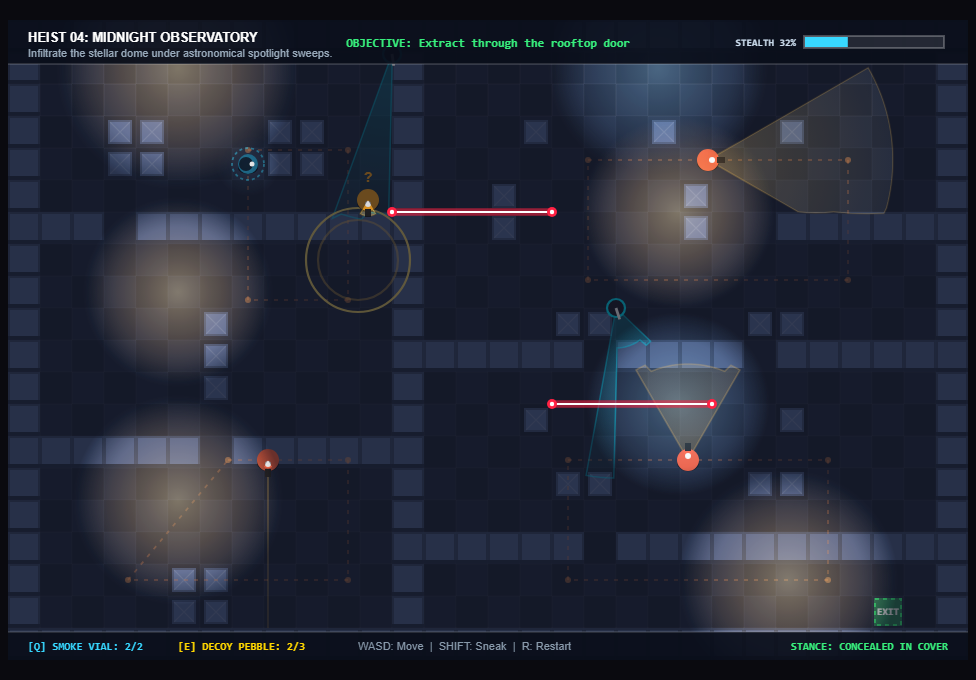 HEIST 04: MIDNIGHT OBSERVATORY
Infiltrate the stellar dome under astronomical spotlight sweeps.
OBJECTIVE: Extract through the rooftop door
STEALTH 32%
?
EXIT
[Q] SMOKE VIAL: 2/2
[E] DECOY PEBBLE: 2/3
WASD: Move | SHIFT: Sneak | R: Restart
STANCE: CONCEALED IN COVER